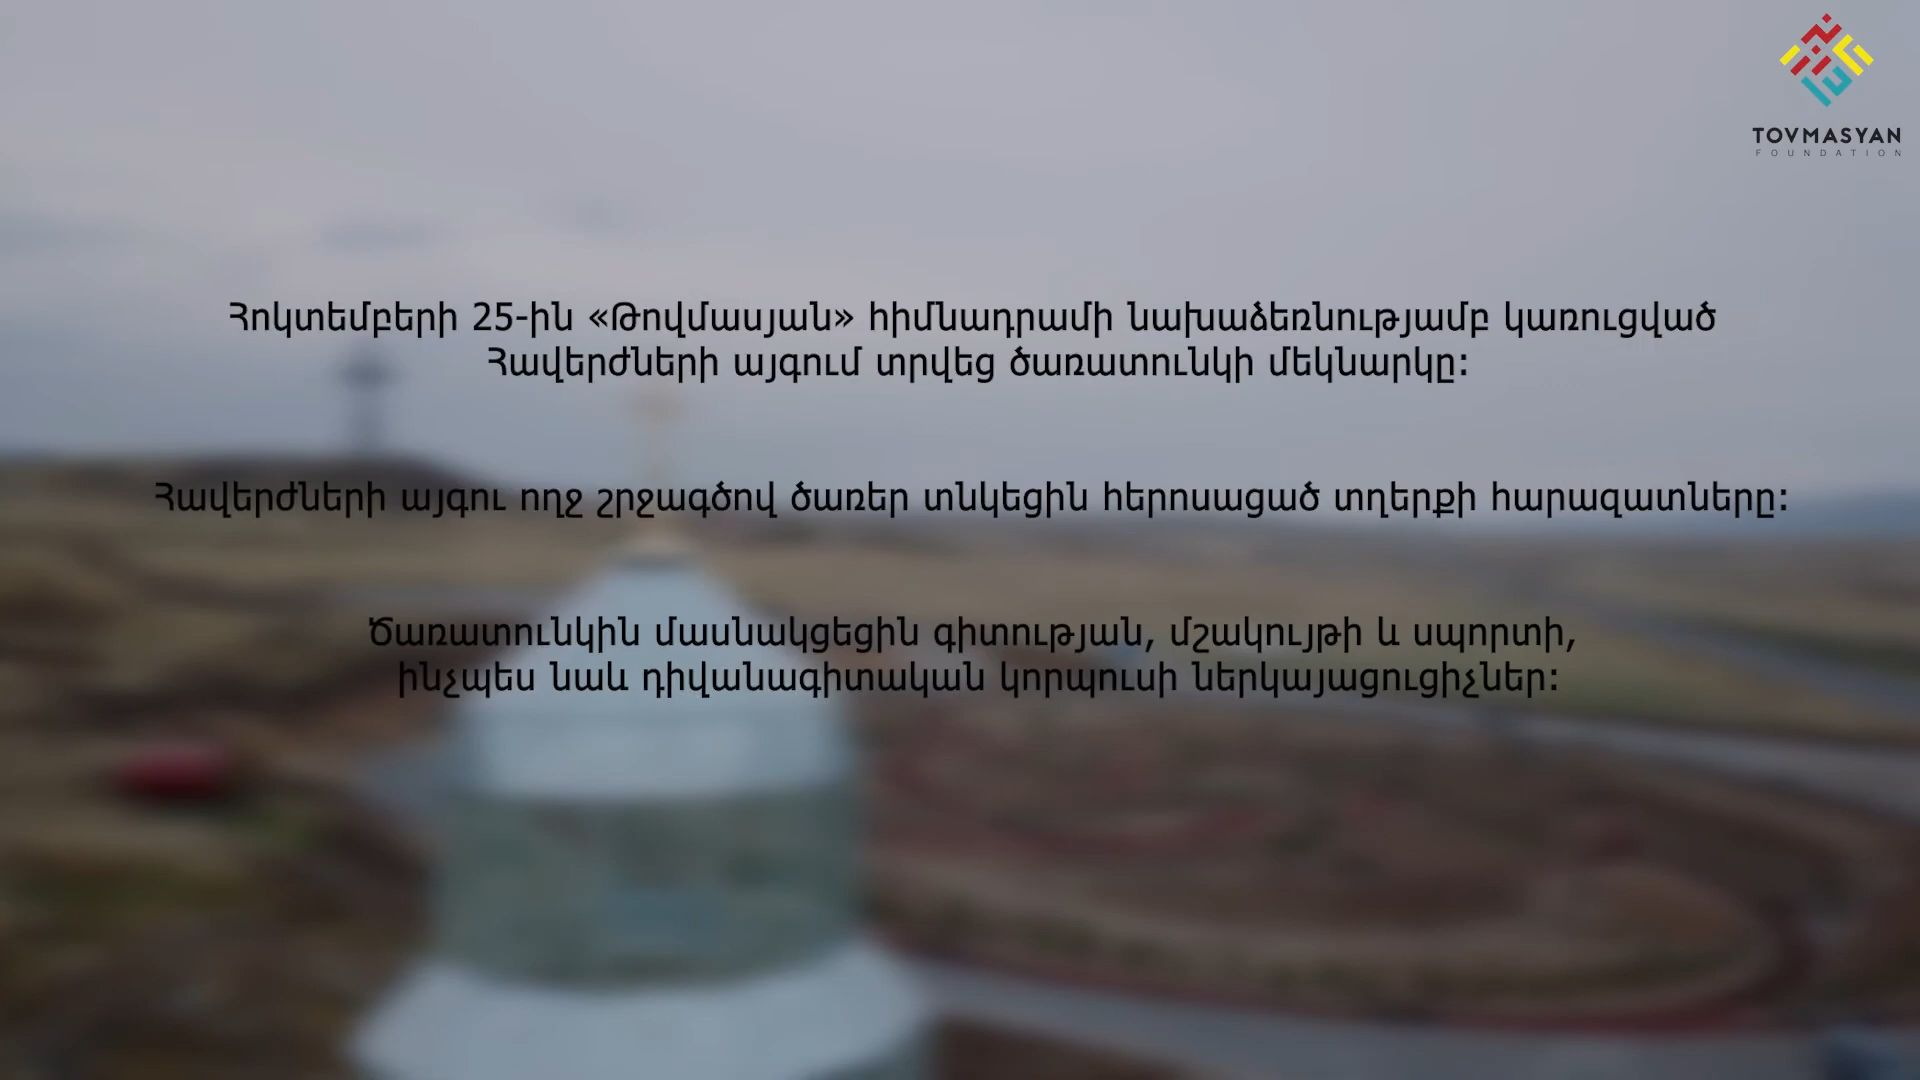 TOVMASYAN
FOUNDATION
Հոկտեմբերի 25-ին «Թովմասյան» հիմնադրամի նախաձեռնությամբ կառուցված
Հավերժների այգում տրվեց ծառատունկի մեկնարկը:
Հավերժների այգու ողջ շրջագծով ծառեր տնկեցին հերոսացած տղերքի հարազատները:
Ծառատունկին մասնակցեցին գիտության, մշակույթի և սպորտի,
ինչպես նաև դիվանագիտական կորպուսի ներկայացուցիչներ: